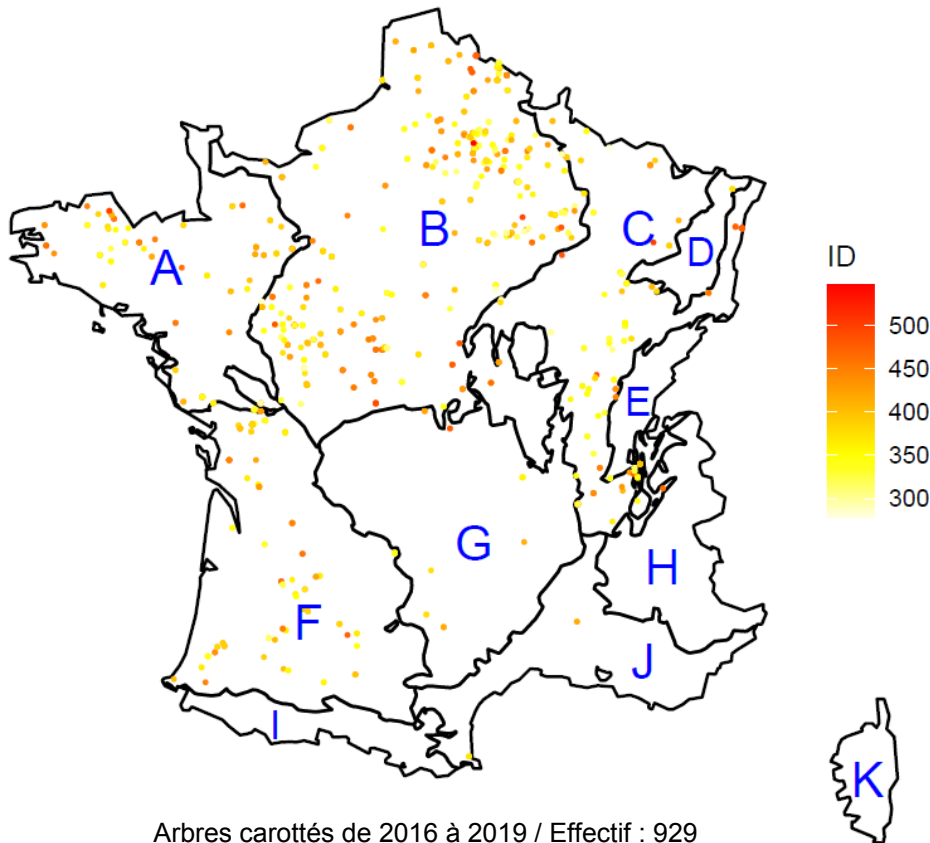 B
C
D
A
ID
500
450
400
350
300
E
G
H
F
J
I
K
Arbres carottés de 2016 à 2019 / Effectif : 929